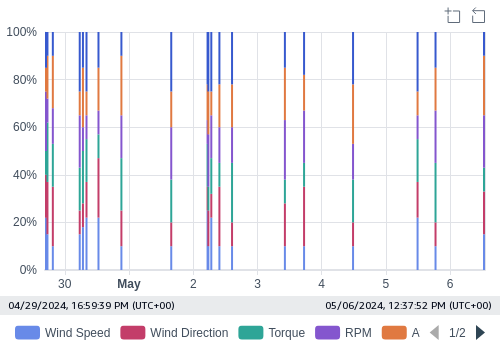 100%
80%
60%
40%
20%
0%
30 May 2 3 4 5 6
04/29/2024, 16:59:39 PM (UTC+00) 05/06/2024, 12:37:52 PM (UTC+00)
Wind Speed Wind Direction Torque RPM A 1/2